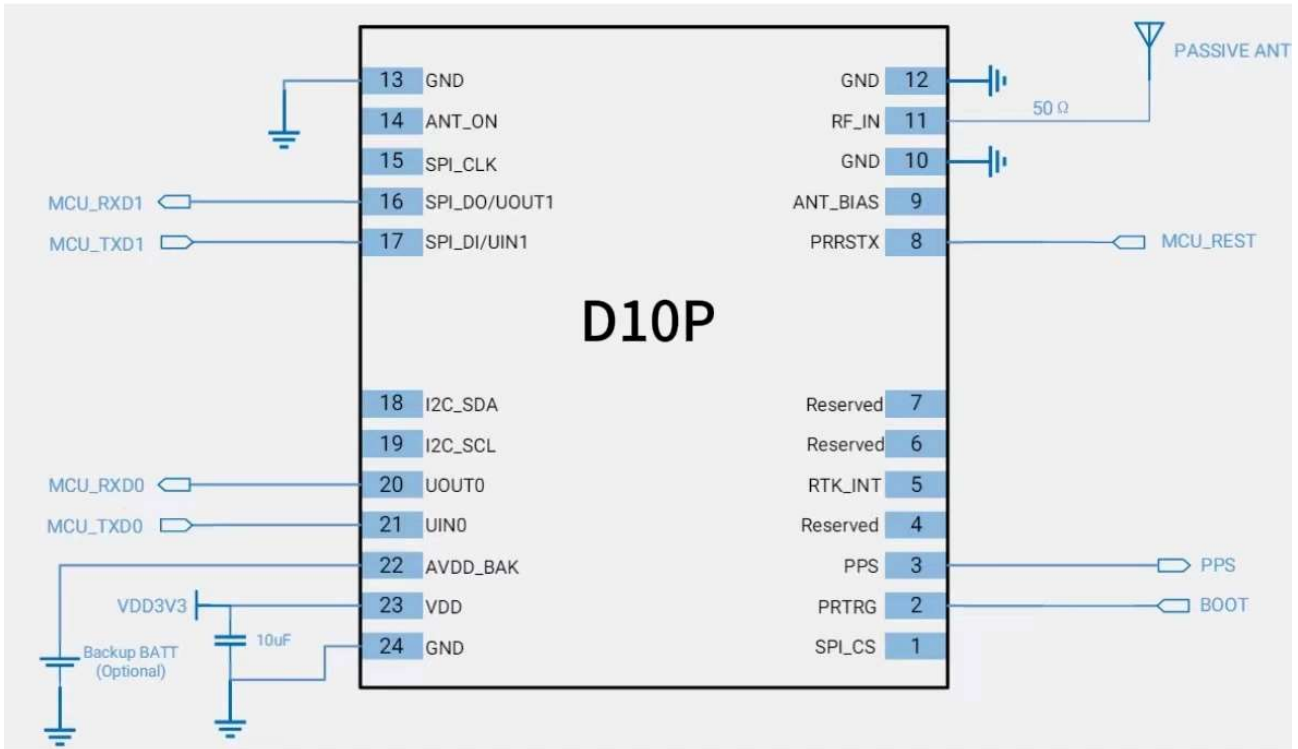 PASSIVE ANT
13 GND
GND 12
14 ANT_ON
RF_IN 11
50 Ω
15 SPI_CLK
GND 10
MCU_RXD1
16 SPI_DO/UOUT1
ANT_BIAS 9
MCU_TXD1
17 SPI_DI/UIN1
PRRSTX 8
MCU_REST
D10P
18 I2C_SDA
Reserved 7
19 I2C_SCL
Reserved 6
MCU_RXD0
20 UOUT0
RTK_INT 5
MCU_TXD0
21 UIN0
Reserved 4
22 AVDD_BAK
PPS 3
PPS
VDD3V3
23 VDD
PRTRG 2
BOOT
10uF
24 GND
SPI_CS 1
Backup BATT
(Optional)